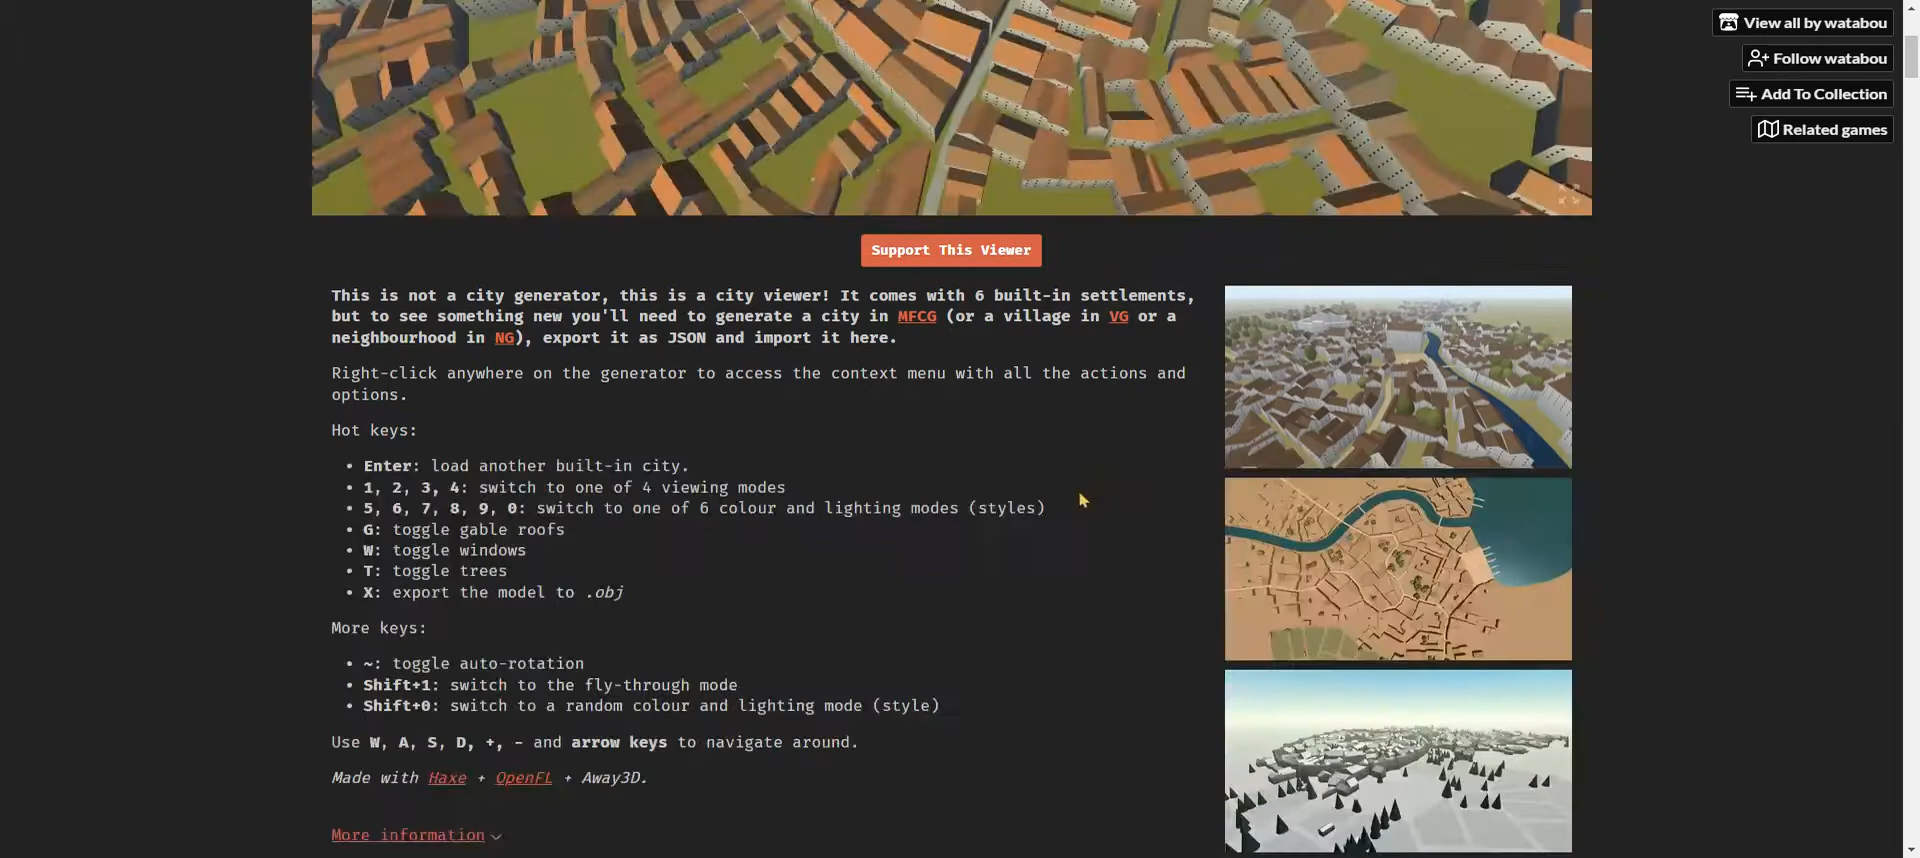 View all by watabou
Follow watabou
Add To Collection
Related games
Support This Viewer
This is not a city generator, this is a city viewer! It comes with 6 built-in settlements,
but to see something new you'll need to generate a city in MFCG (or a village in VG or a
neighbourhood in NG), export it as JSON and import it here.
Right-click anywhere on the generator to access the context menu with all the actions and
options.
Hot keys:
• Enter: load another built-in city.
• 1, 2, 3, 4: switch to one of 4 viewing modes
• 5, 6, 7, 8, 9, 0: switch to one of 6 colour and lighting modes (styles)
• G: toggle gable roofs
• W: toggle windows
• T: toggle trees
• X: export the model to .obj
More keys:
• ~: toggle auto-rotation
• Shift+1: switch to the fly-through mode
• Shift+0: switch to a random colour and lighting mode (style)
Use W, A, S, D, +, - and arrow keys to navigate around.
Made with Haxe + OpenFL + Away3D.
More information